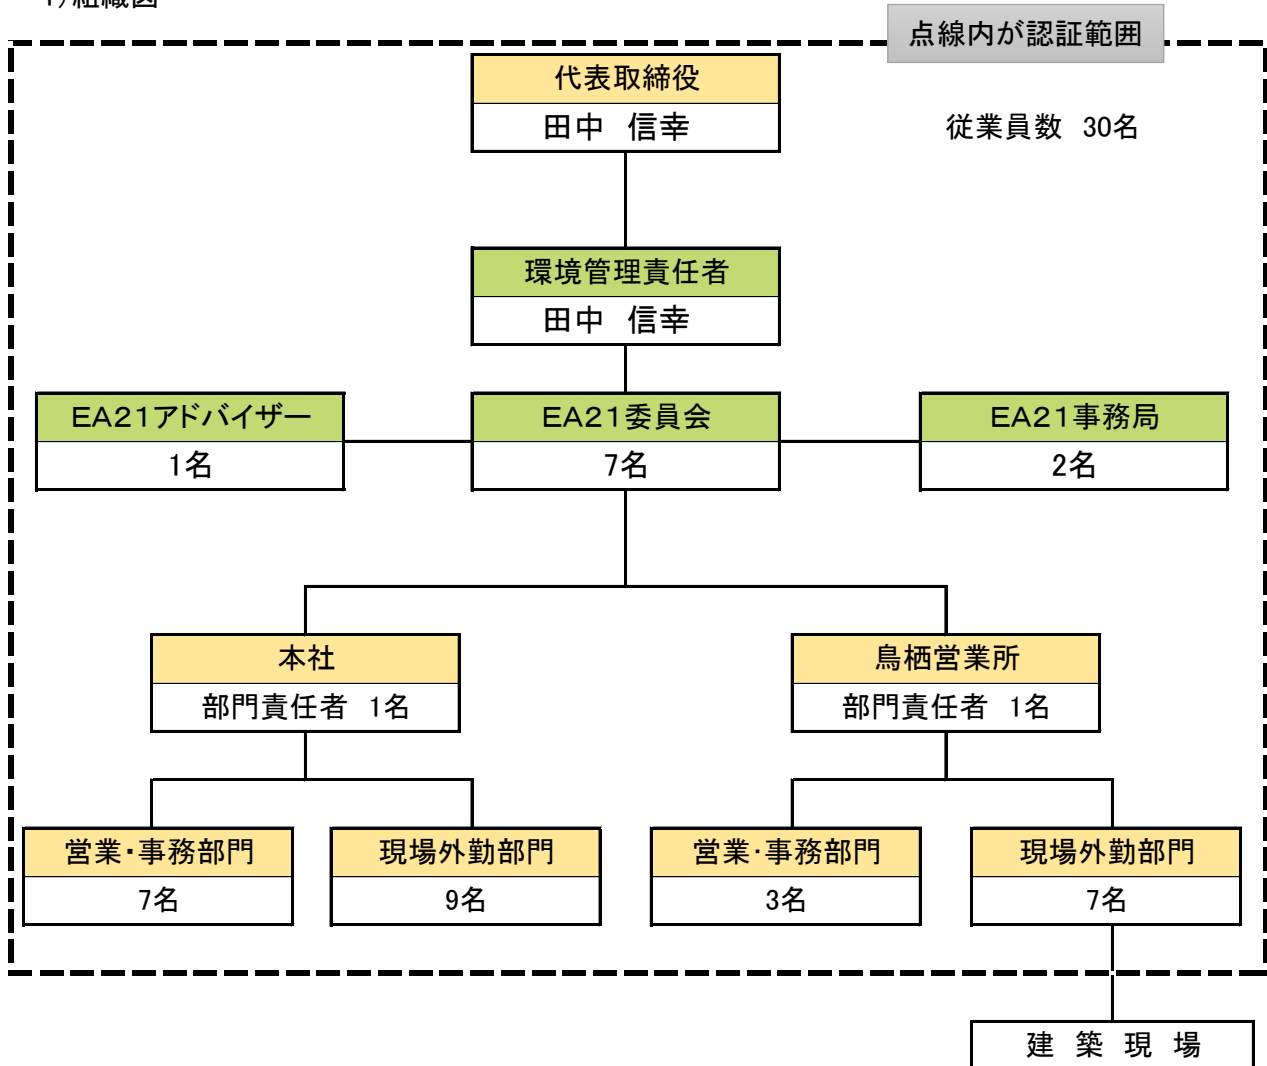 1)組織図
点線内が認証範囲
代表取締役
田中 信幸
従業員数 30名
環境管理責任者
田中 信幸
EA21アドバイザー
1名
EA21委員会
7名
EA21事務局
2名
本社
部門責任者 1名
鳥栖営業所
部門責任者 1名
営業・事務部門
7名
現場外勤部門
9名
営業・事務部門
3名
現場外勤部門
7名
建 築 現 場